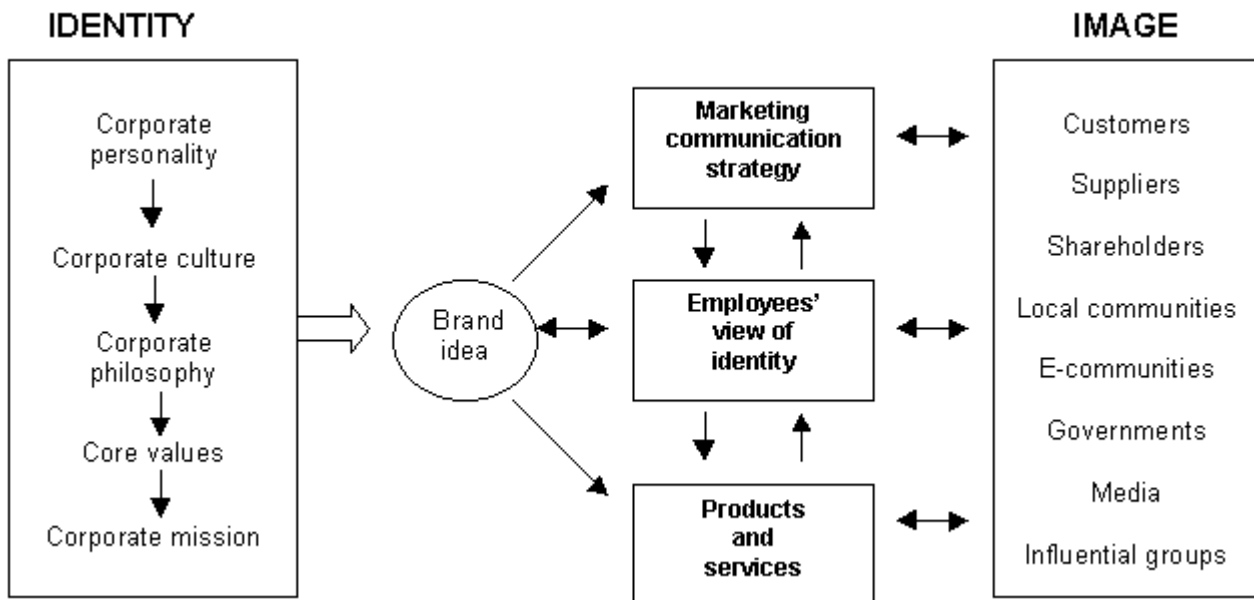 IDENTITY
Corporate
personality
Corporate culture
Corporate
philosophy
Core values
Corporate mission
Brand
idea
Marketing
communication
strategy
Employees’
view of
identity
Products
and
services
IMAGE
Customers
Suppliers
Shareholders
Local communities
E-communities
Governments
Media
Influential groups